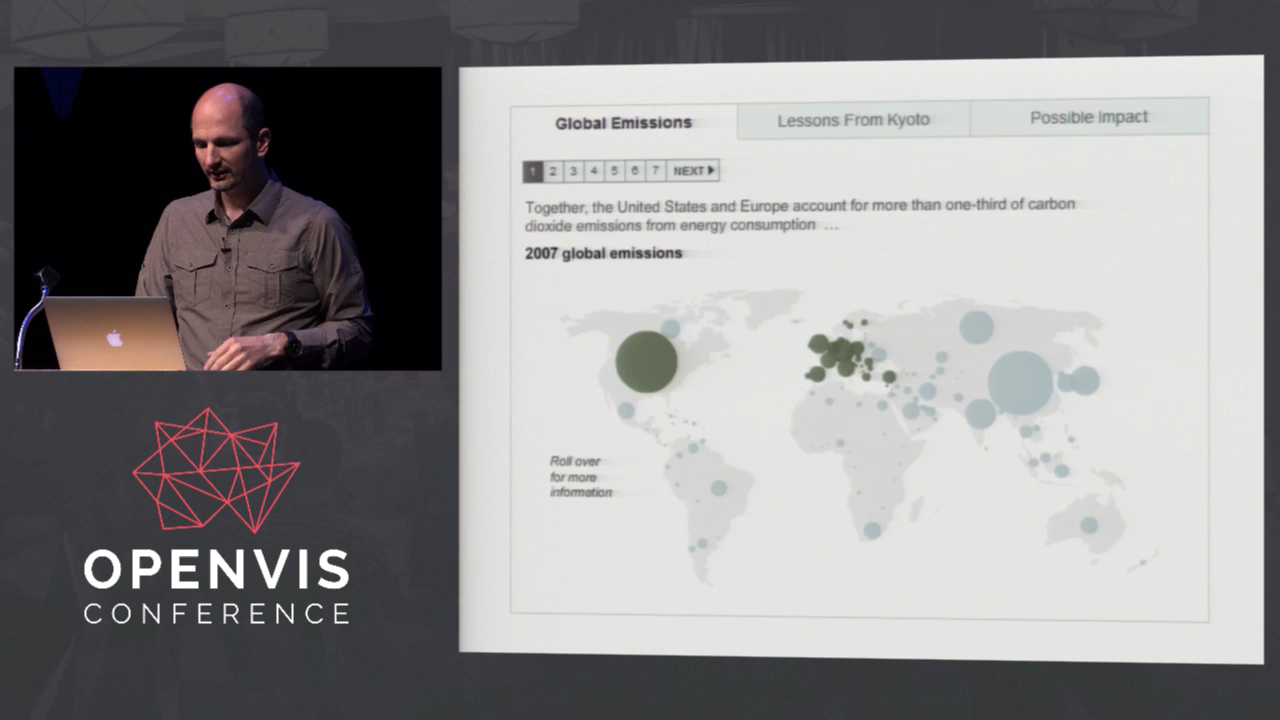 Global Emissions
Lessons From Kyoto
Possible Impact
1 2 3 4 5 6 7 NEXT
Together, the United States and Europe account for more than one-third of carbon
dioxide emissions from energy consumption ...
2007 global emissions
Roll over
for more
information
OPENVIS
CONFERENCE